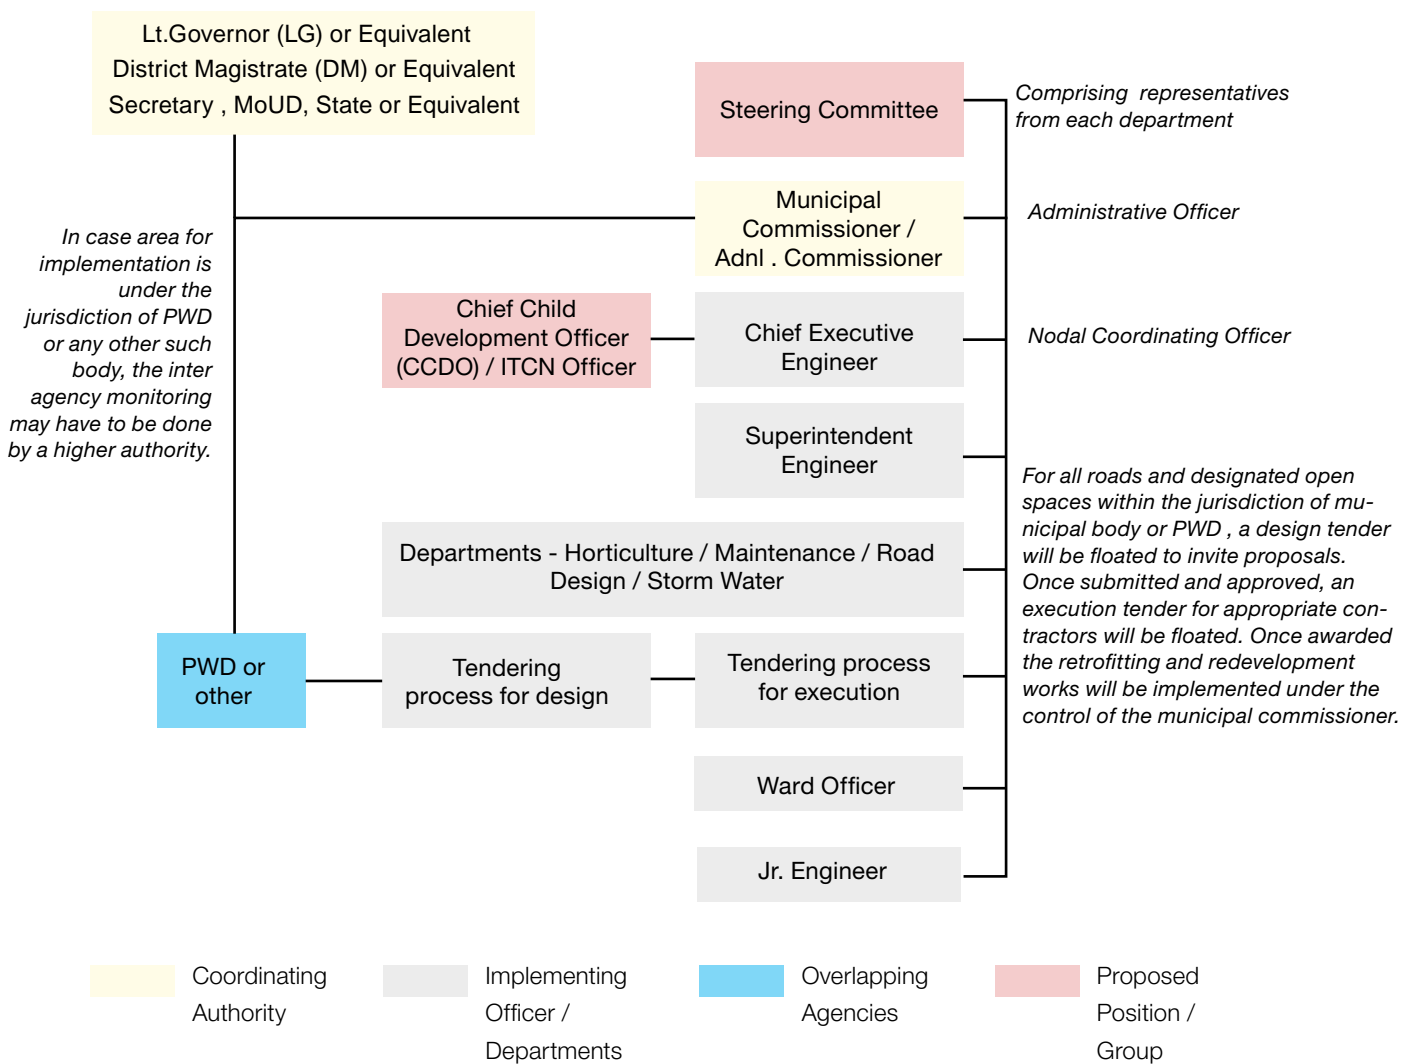 Lt.Governor (LG) or Equivalent
District Magistrate (DM) or Equivalent
Secretary , MoUD, State or Equivalent
Steering Committee
Comprising representatives
from each department
Municipal
Commissioner /
Adnl . Commissioner
Administrative Officer
In case area for
implementation is
under the
jurisdiction of PWD
or any other such
body, the inter
agency monitoring
may have to be done
by a higher authority.
Chief Child
Development Officer
(CCDO) / ITCN Officer
Chief Executive
Engineer
Nodal Coordinating Officer
Superintendent
Engineer
For all roads and designated open
spaces within the jurisdiction of mu-
nicipal body or PWD , a design tender
will be floated to invite proposals.
Once submitted and approved, an
execution tender for appropriate con-
tractors will be floated. Once awarded
the retrofitting and redevelopment
works will be implemented under the
control of the municipal commissioner.
Departments - Horticulture / Maintenance / Road
Design / Storm Water
PWD or
other
Tendering
process for design
Tendering process
for execution
Ward Officer
Jr. Engineer
Coordinating
Authority
Implementing
Officer /
Departments
Overlapping
Agencies
Proposed
Position /
Group